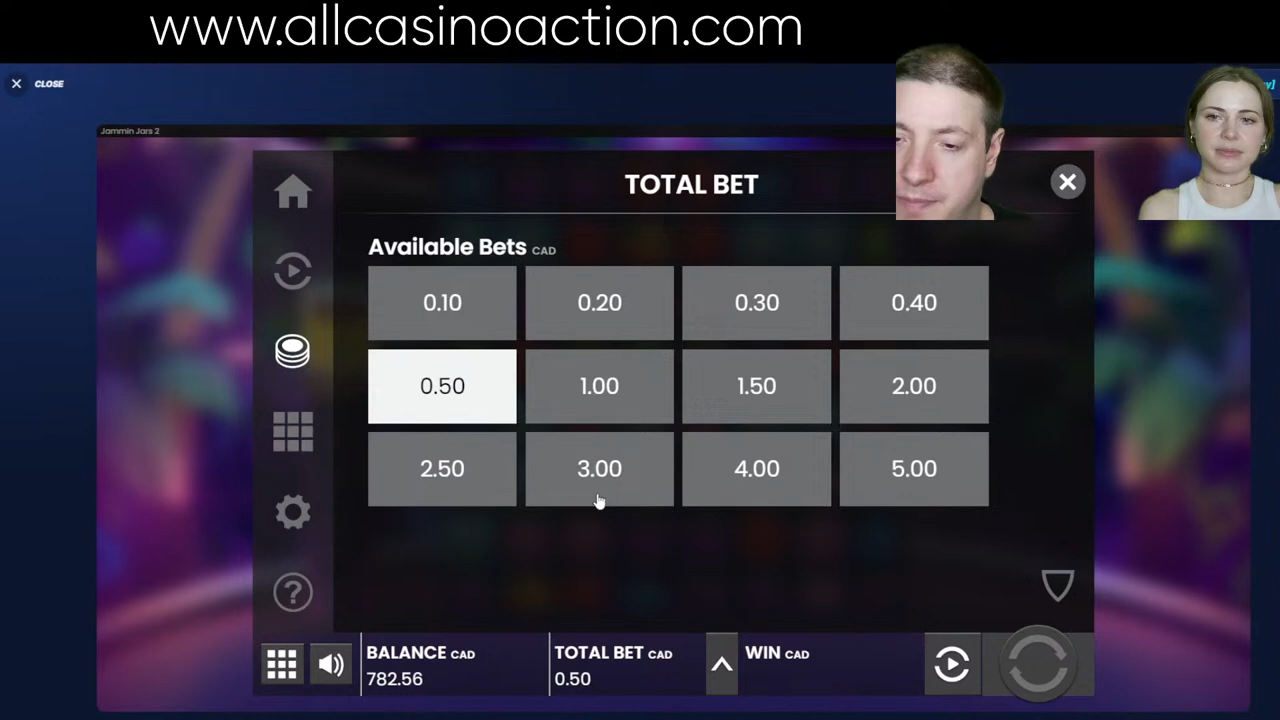 www.allcasinoaction.com
CLOSE
Jammin Jars 2
TOTAL BET
Available Bets CAD
0.10 0.20 0.30 0.40
0.50 1.00 1.50 2.00
2.50 3.00 4.00 5.00
?
BALANCE CAD
782.56
TOTAL BET CAD
0.50
WIN CAD